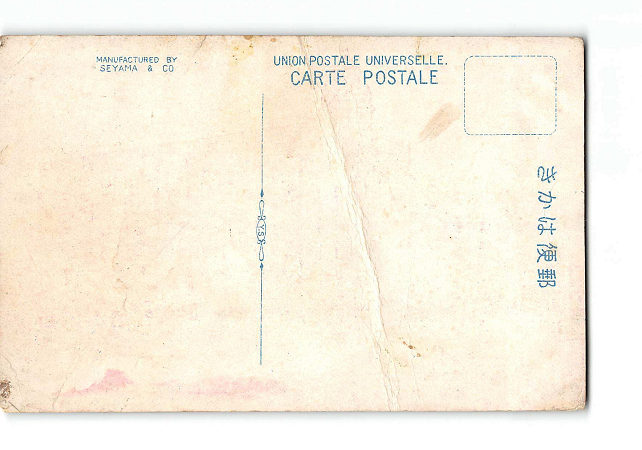 MANUFACTURED BY
SEYAMA & CO
UNION POSTALE UNIVERSELLE.
CARTE POSTALE
郵便はかき